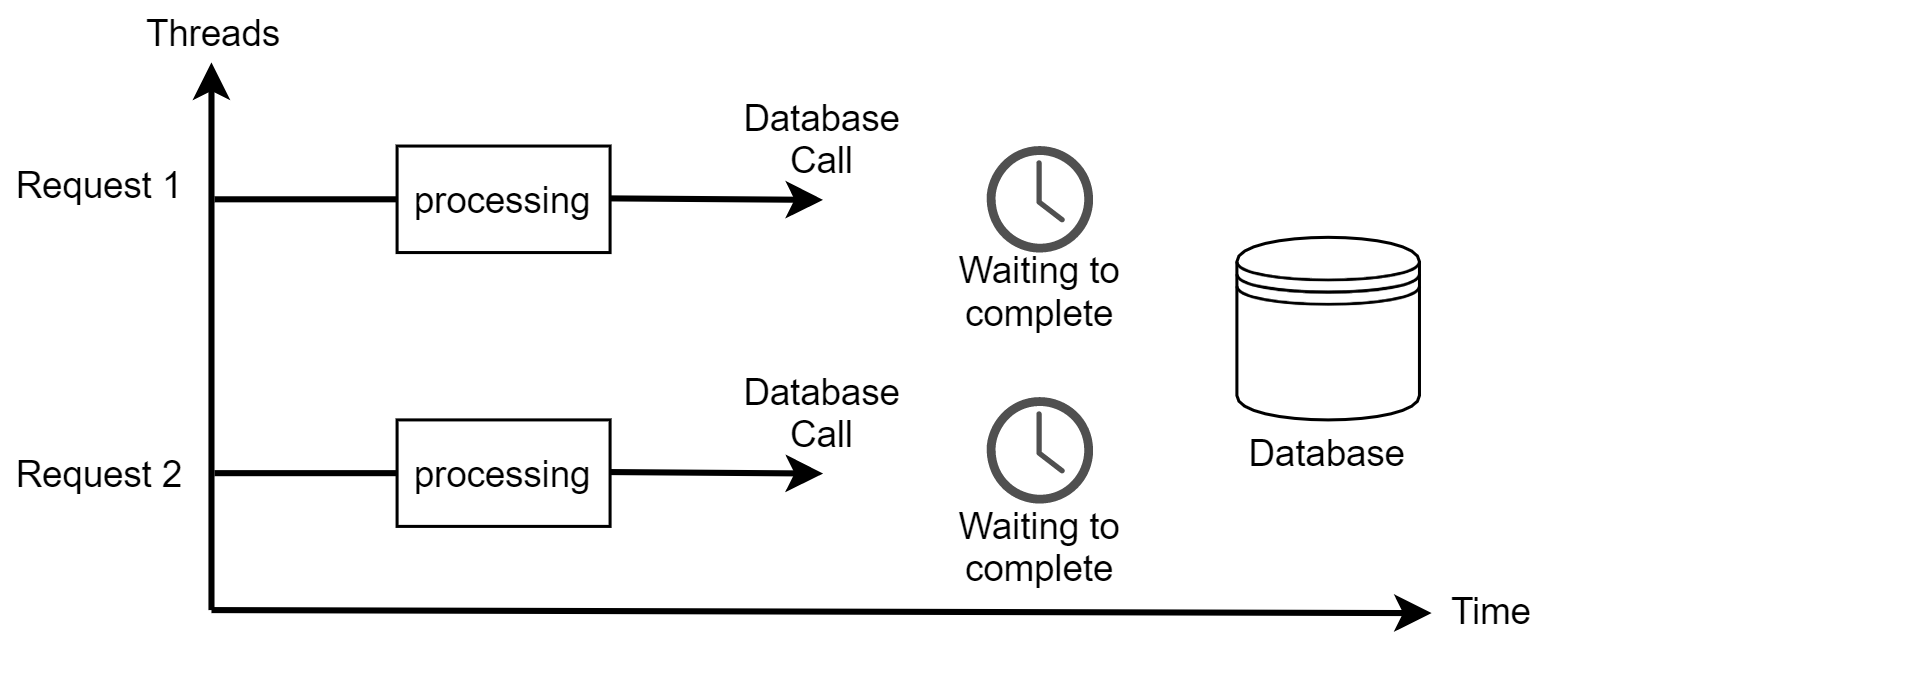 Threads
Request 1
processing
Database
Call
Waiting to
complete
Request 2
processing
Database
Call
Waiting to
complete
Database
Time